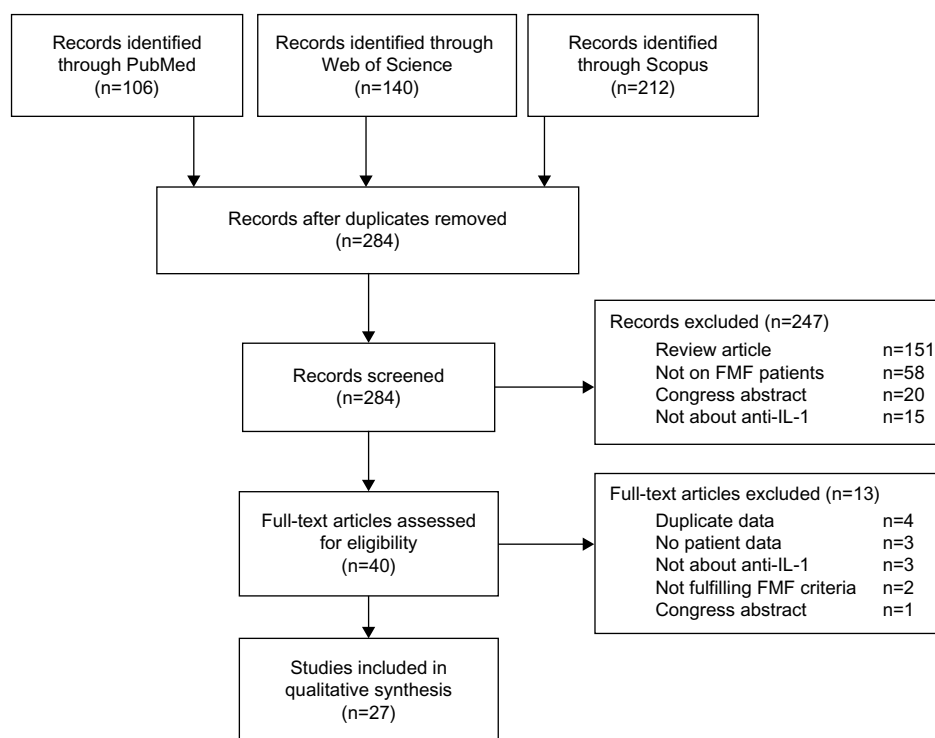 Records identified
through PubMed
(n=106)
Records identified through
Web of Science
(n=140)
Records identified
through Scopus
(n=212)
Records after duplicates removed
(n=284)
Records screened
(n=284)
Records excluded (n=247)
Review article n=151
Not on FMF patients n=58
Congress abstract n=20
Not about anti-IL-1 n=15
Full-text articles assessed
for eligibility
(n=40)
Full-text articles excluded (n=13)
Duplicate data n=4
No patient data n=3
Not about anti-IL-1 n=3
Not fulfilling FMF criteria n=2
Congress abstract n=1
Studies included in
qualitative synthesis
(n=27)